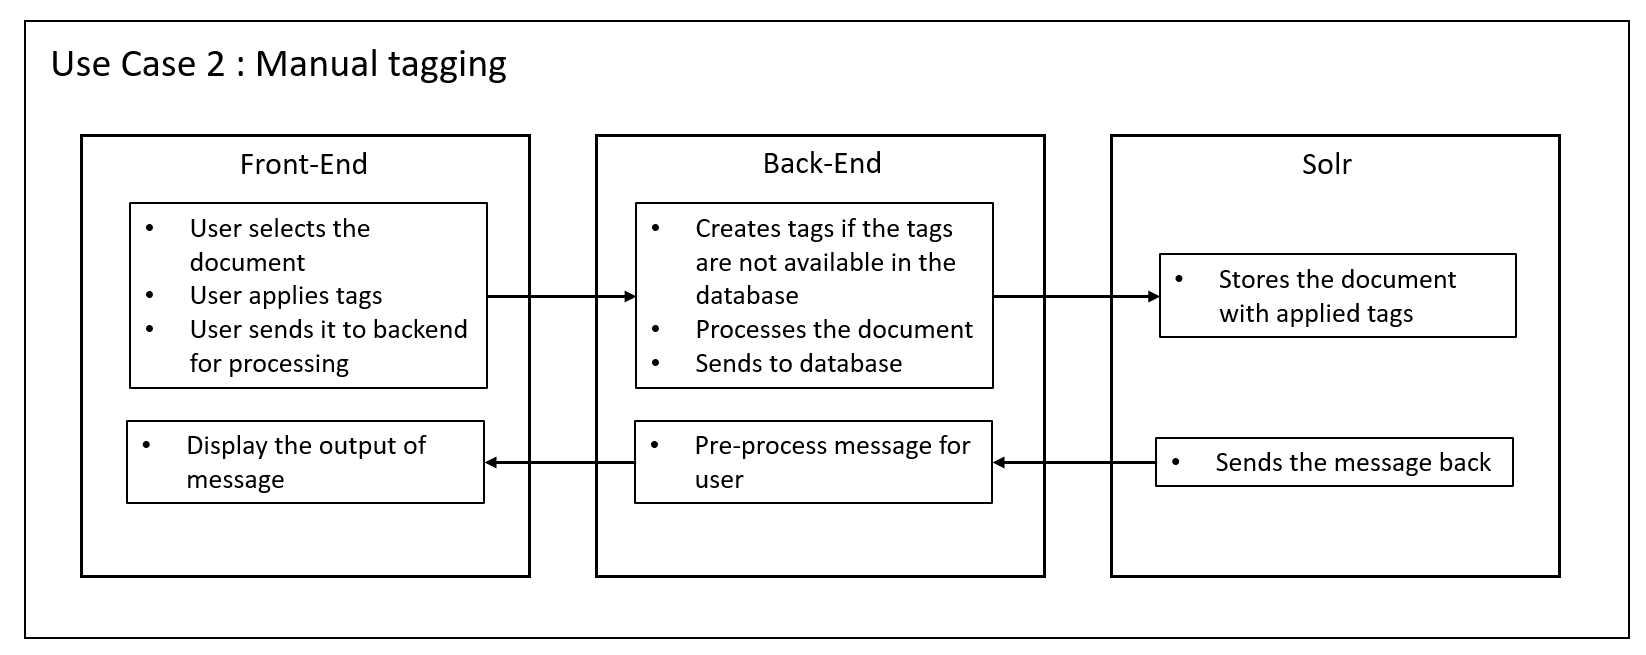 Use Case 2 : Manual tagging
Front-End
• User selects the
document
• User applies tags
• User sends it to backend
for processing
• Display the output of
message
Back-End
• Creates tags if the tags
are not available in the
database
• Processes the document
• Sends to database
• Pre-process message for
user
Solr
• Stores the document
with applied tags
• Sends the message back